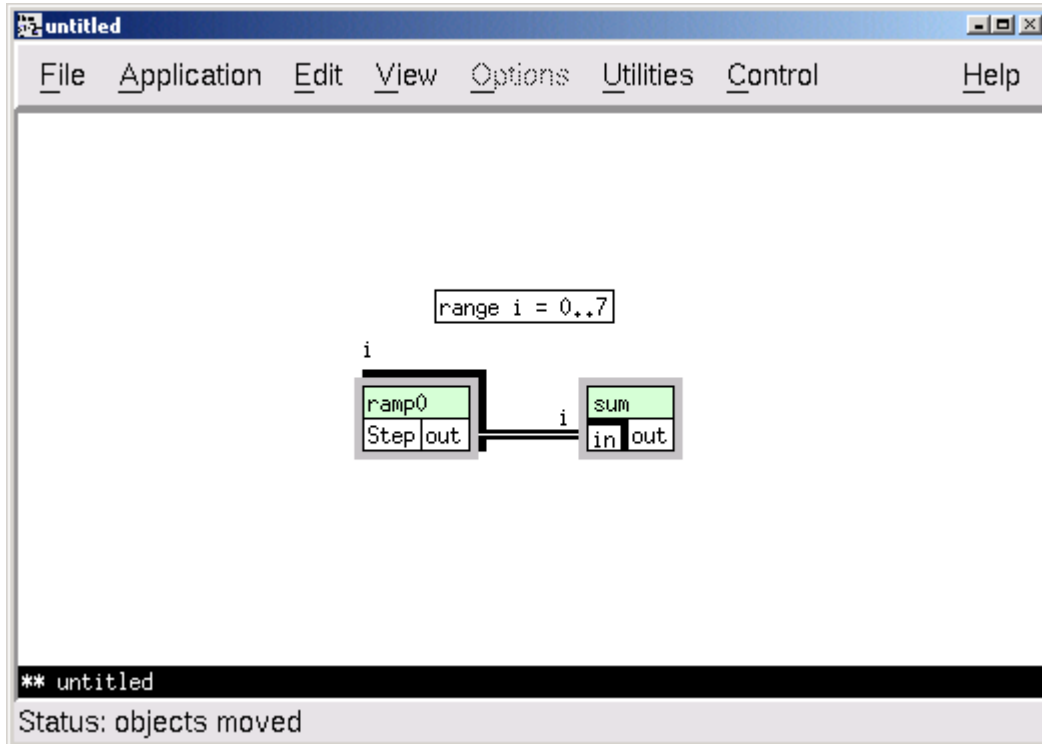 untitled
File Application Edit View Options Utilities Control Help
range i = 0..7
i
ramp0
Step out
i
sum
in out
** untitled
Status: objects moved